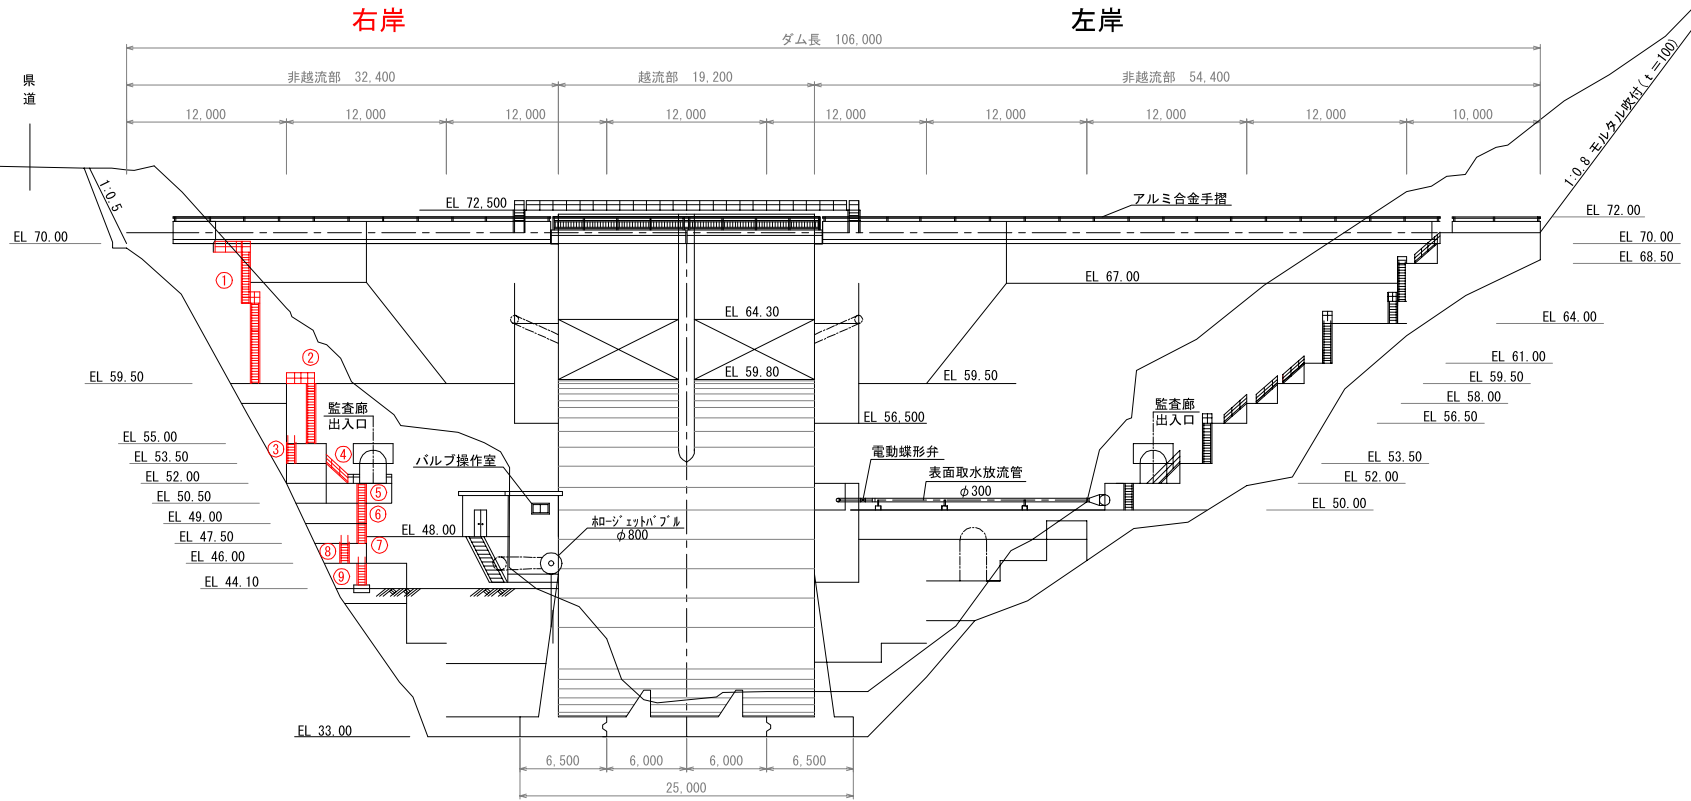 右岸
左岸
ダム長 106,000
県道
非越流部 32,400
越流部 19,200
非越流部 54,400
12,000
12,000
12,000
12,000
12,000
12,000
12,000
12,000
10,000
1:0.8 モルタル吹付(t=100)
1:0.5
EL 72,500
アルミ合金手摺
EL 72.00
EL 70.00
EL 70.00
EL 68.50
①
EL 67.00
EL 64.30
EL 64.00
②
EL 61.00
EL 59.50
EL 59.80
EL 59.50
EL 59.50
EL 58.00
監査廊
出入口
監査廊
出入口
EL 56,500
EL 56.50
EL 55.00
③
④
電動蝶形弁
EL 53.50
バルブ操作室
EL 53.50
表面取水放流管
φ300
EL 52.00
EL 52.00
⑤
EL 50.50
EL 50.00
⑥
EL 49.00
ホロージェットバブル
φ800
EL 48.00
EL 47.50
⑦
⑧
EL 46.00
⑨
EL 44.10
EL 33.00
6,500
6,000
6,000
6,500
25,000